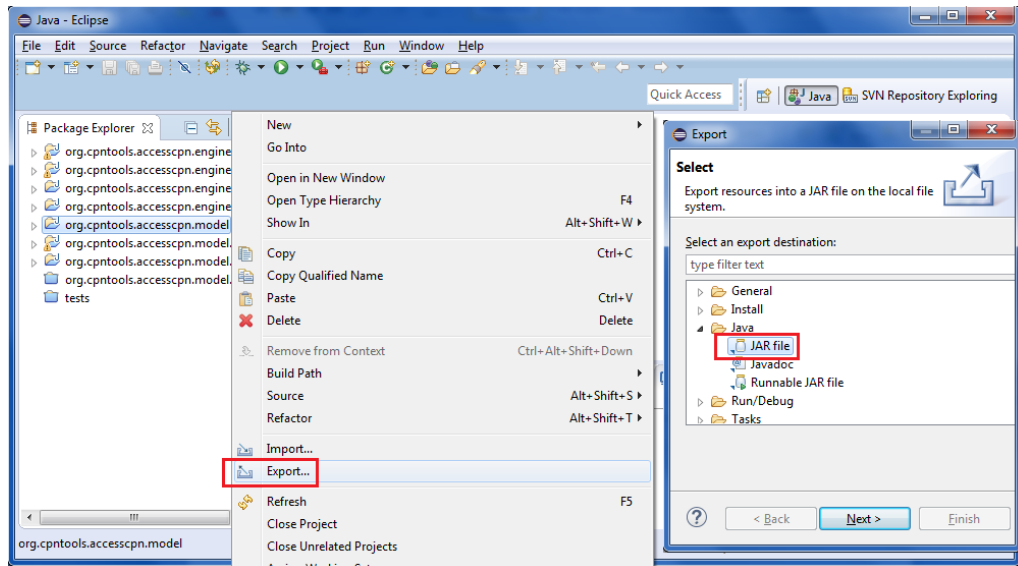 Java - Eclipse
File Edit Source Refactor Navigate Search Project Run Window Help
Quick Access
Java
SVN Repository Exploring
Package Explorer
org.cpntools.accesscpn.engine
org.cpntools.accesscpn.engine
org.cpntools.accesscpn.engine
org.cpntools.accesscpn.engine
org.cpntools.accesscpn.model
org.cpntools.accesscpn.model.
org.cpntools.accesscpn.model.
org.cpntools.accesscpn.model.
tests
org.cpntools.accesscpn.model
New
Go Into
Open in New Window
Open Type Hierarchy F4
Show In Alt+Shift+W
Copy Ctrl+C
Copy Qualified Name
Paste Ctrl+V
Delete Delete
Remove from Context Ctrl+Alt+Shift+Down
Build Path
Source Alt+Shift+S
Refactor Alt+Shift+T
Import...
Export...
Refresh F5
Close Project
Close Unrelated Projects
Export
Select
Export resources into a JAR file on the local file
system.
Select an export destination:
type filter text
General
Install
Java
JAR file
Javadoc
Runnable JAR file
Run/Debug
Tasks
< Back Next > Finish